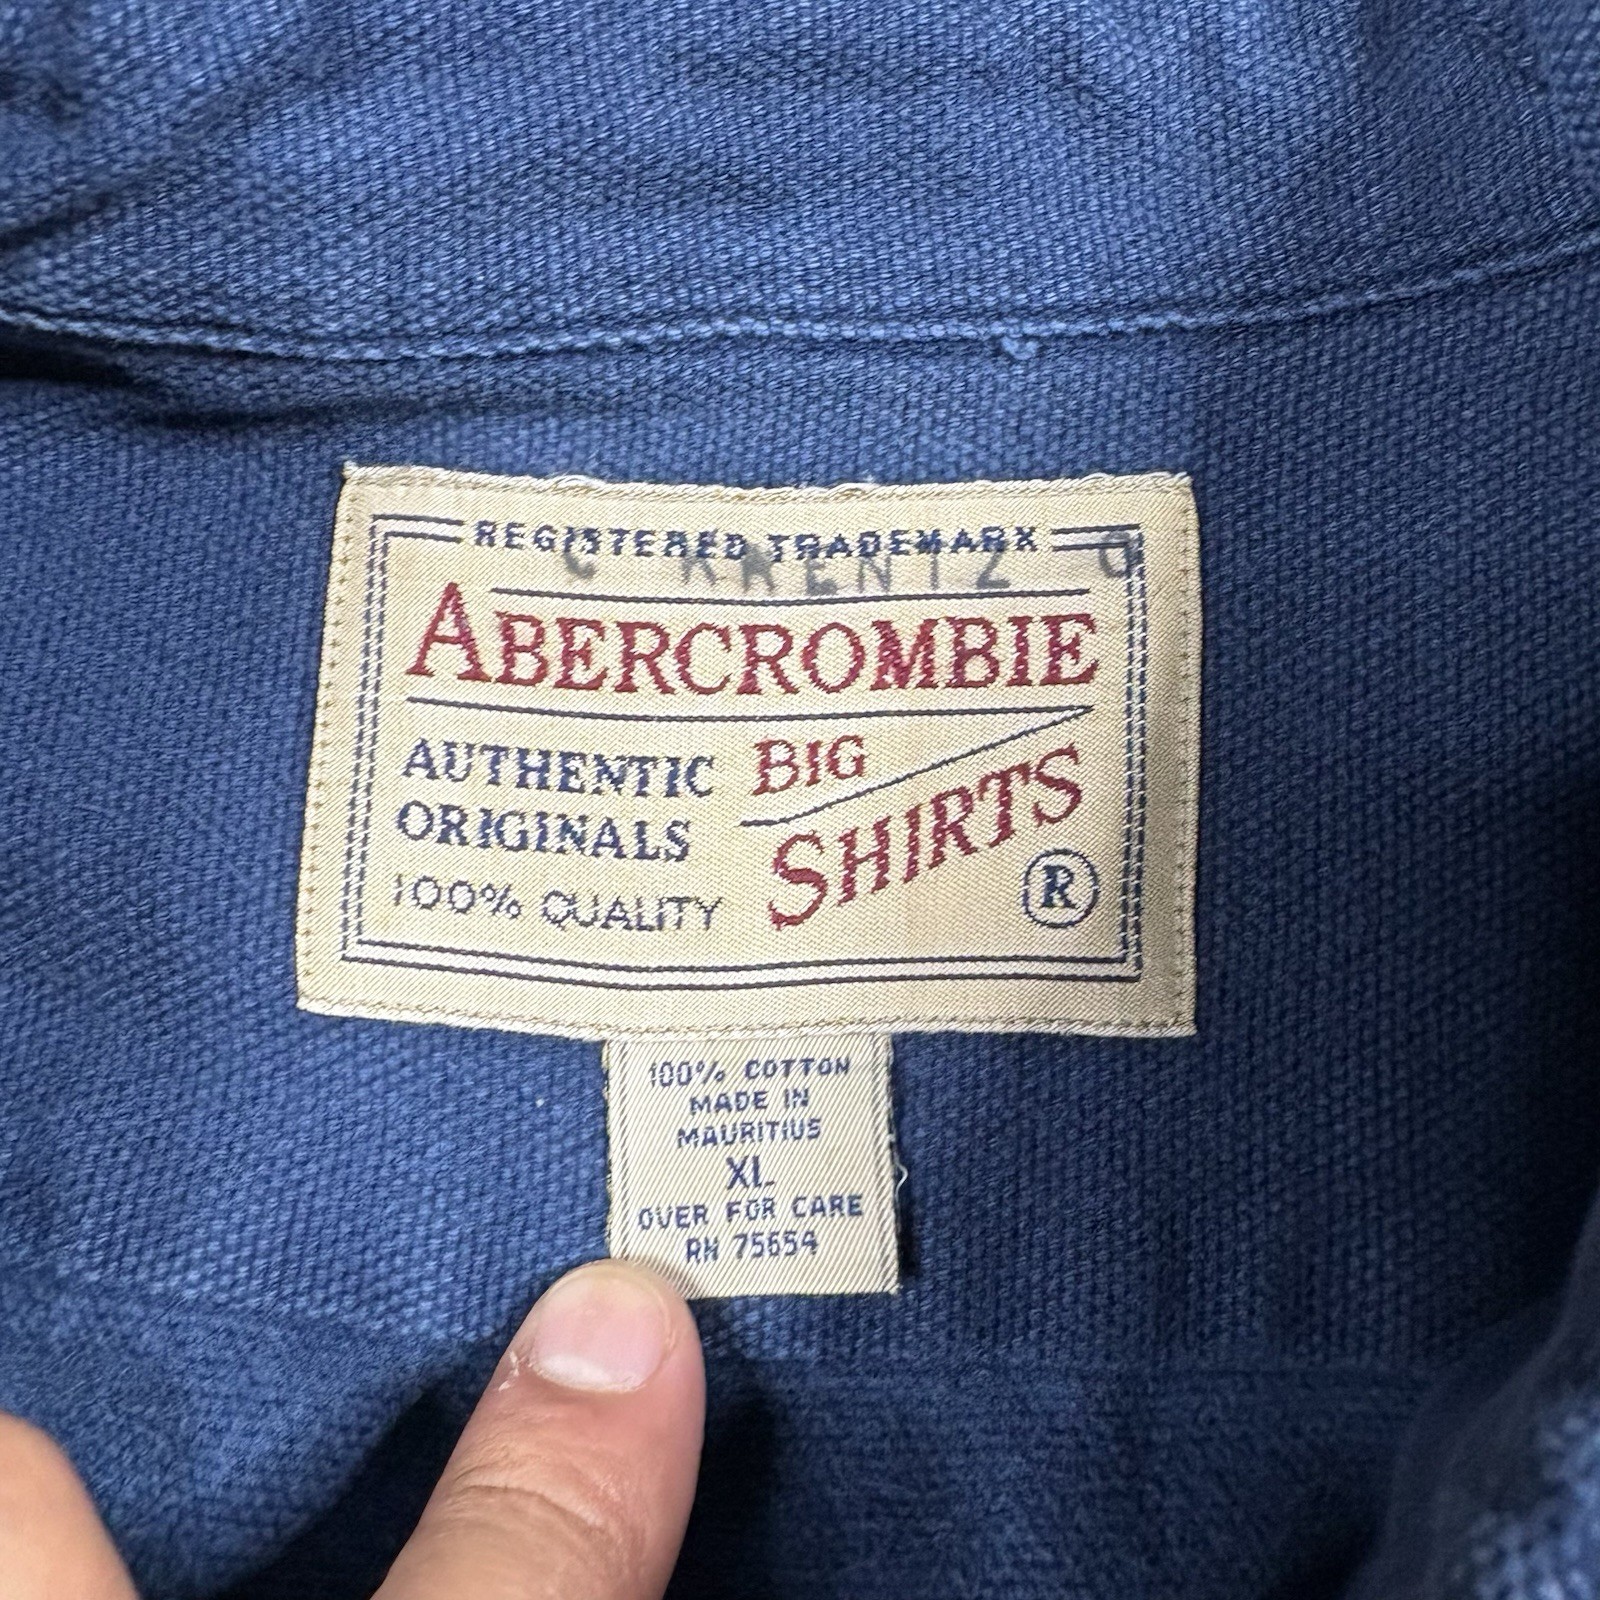 REGISTERED TRADEMARK
ABERCROMBIE
AUTHENTIC
ORIGINALS
100% QUALITY
BIG
SHIRTS
®
100% COTTON
MADE IN
MAURITIUS
XL
OVER FOR CARE
RN 75654